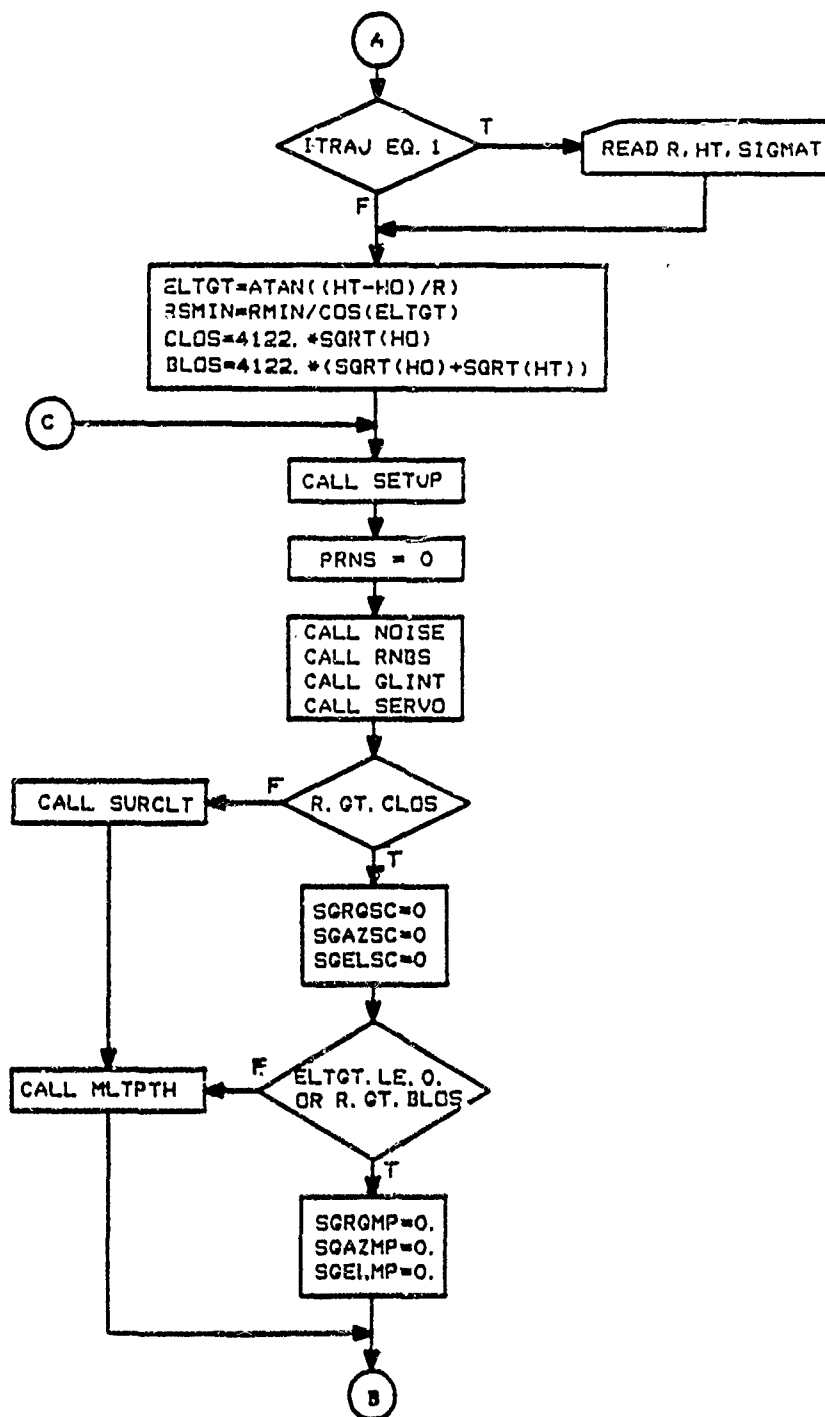 A
ITRAJ EQ. 1
T
READ R, HT, SIGMAT
F
ELTGT=ATAN((HT-HO)/R)
RSMIN=RMIN/COS(ELTGT)
CLOS=4122. *SQRT(HO)
BLOS=4122. *(SQRT(HO)+SQRT(HT))
C
CALL SETUP
PRNS = 0
CALL NOISE
CALL RNBS
CALL GLINT
CALL SERVO
R. GT. CLOS
F
CALL SURCLT
T
SGRGSC=0
SGAZSC=0
SGELSC=0
ELTGT. LE. 0.
OR R. GT. BLOS
F
CALL MLTPTH
T
SGRGMP=0.
SGAZMP=0.
SGELMP=0.
B